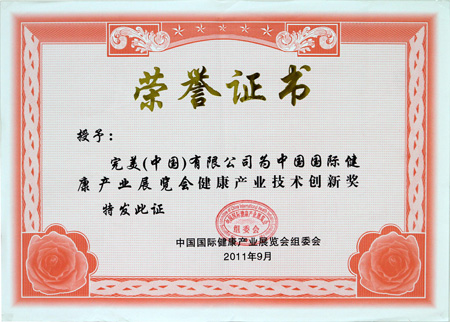 荣誉证书
授予：
完美(中国)有限公司为中国国际健
康产业展览会健康产业技术创新奖
特发此证
组委会
中国国际健康产业展览会组委会
2011年9月